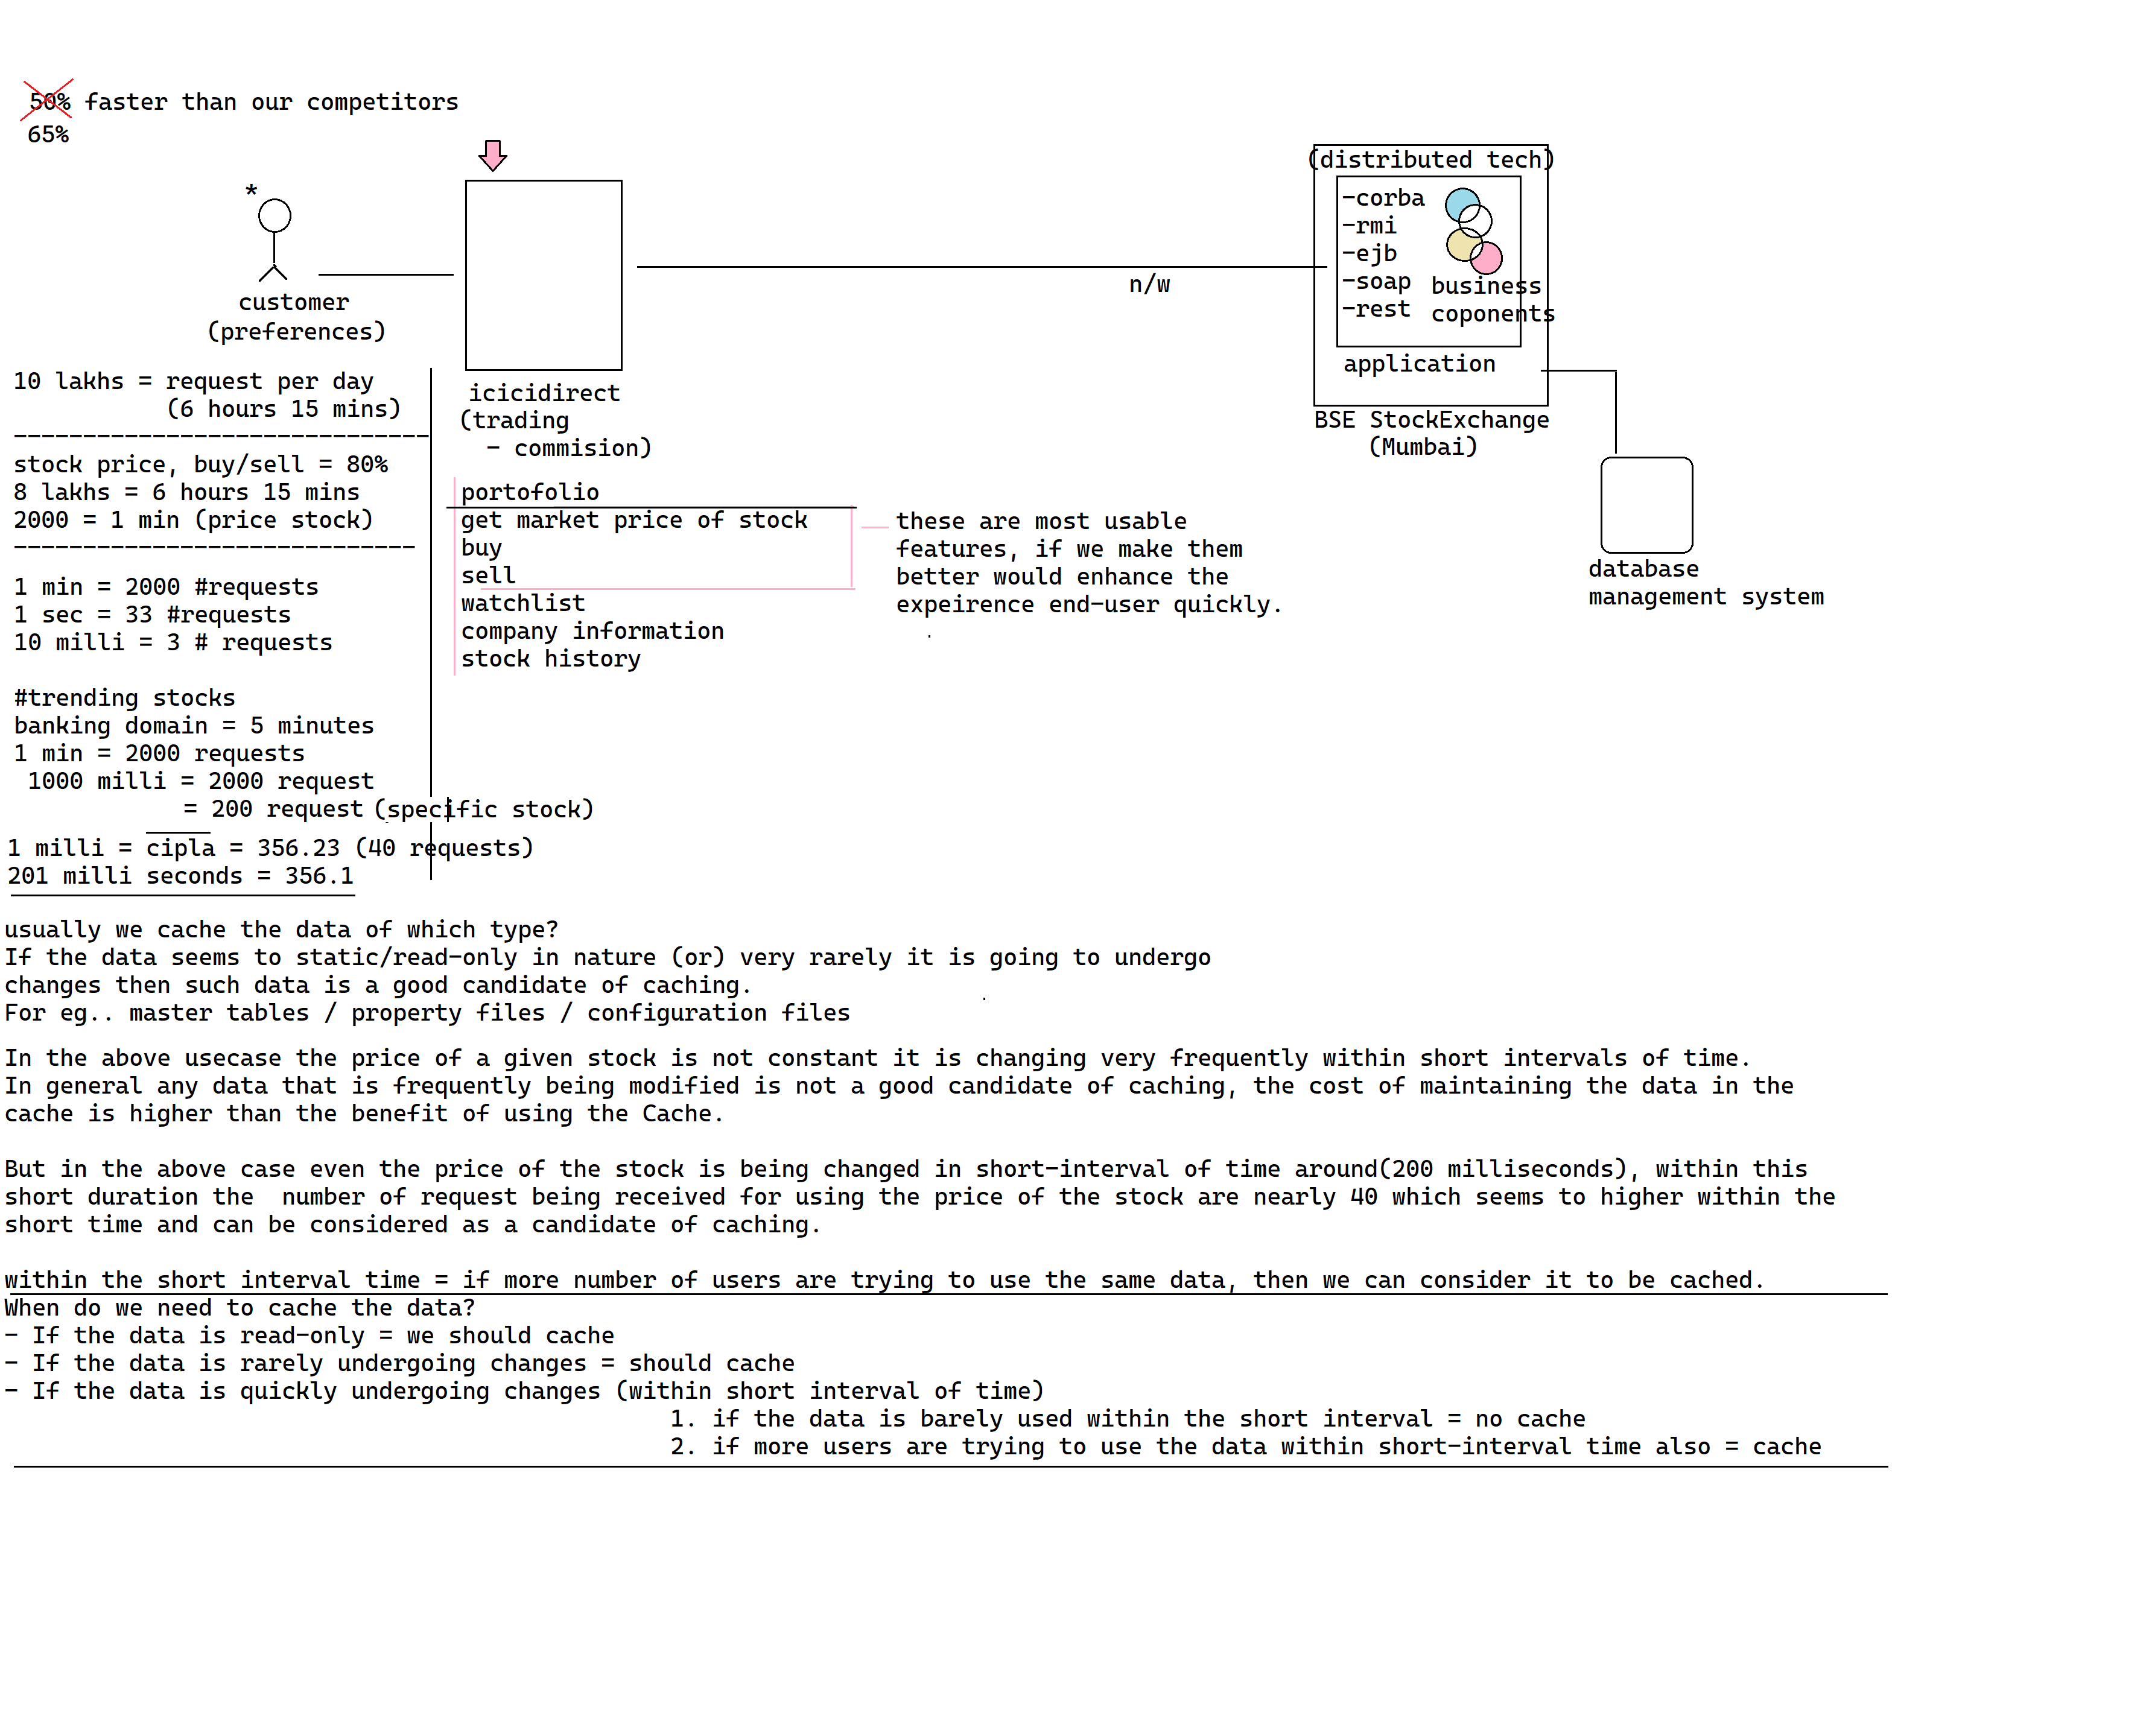 50% faster than our competitors
65%
*
customer
(preferences)
icicidirect
(trading
- commision)
n/w
(distributed tech)
-corba
-rmi
-ejb
-soap
-rest
business
coponents
application
BSE StockExchange
(Mumbai)
database
management system
10 lakhs = request per day
(6 hours 15 mins)
------------------------------
stock price, buy/sell = 80%
8 lakhs = 6 hours 15 mins
2000 = 1 min (price stock)
-----------------------------
1 min = 2000 #requests
1 sec = 33 #requests
10 milli = 3 # requests
#trending stocks
banking domain = 5 minutes
1 min = 2000 requests
1000 milli = 2000 request
= 200 request (specific stock)
1 milli = cipla = 356.23 (40 requests)
201 milli seconds = 356.1
portofolio
get market price of stock
buy
sell
watchlist
company information
stock history
these are most usable
features, if we make them
better would enhance the
expeirence end-user quickly.
usually we cache the data of which type?
If the data seems to static/read-only in nature (or) very rarely it is going to undergo
changes then such data is a good candidate of caching.
For eg.. master tables / property files / configuration files
In the above usecase the price of a given stock is not constant it is changing very frequently within short intervals of time.
In general any data that is frequently being modified is not a good candidate of caching, the cost of maintaining the data in the
cache is higher than the benefit of using the Cache.
But in the above case even the price of the stock is being changed in short-interval of time around(200 milliseconds), within this
short duration the  number of request being received for using the price of the stock are nearly 40 which seems to higher within the
short time and can be considered as a candidate of caching.
within the short interval time = if more number of users are trying to use the same data, then we can consider it to be cached.
When do we need to cache the data?
- If the data is read-only = we should cache
- If the data is rarely undergoing changes = should cache
- If the data is quickly undergoing changes (within short interval of time)
1. if the data is barely used within the short interval = no cache
2. if more users are trying to use the data within short-interval time also = cache